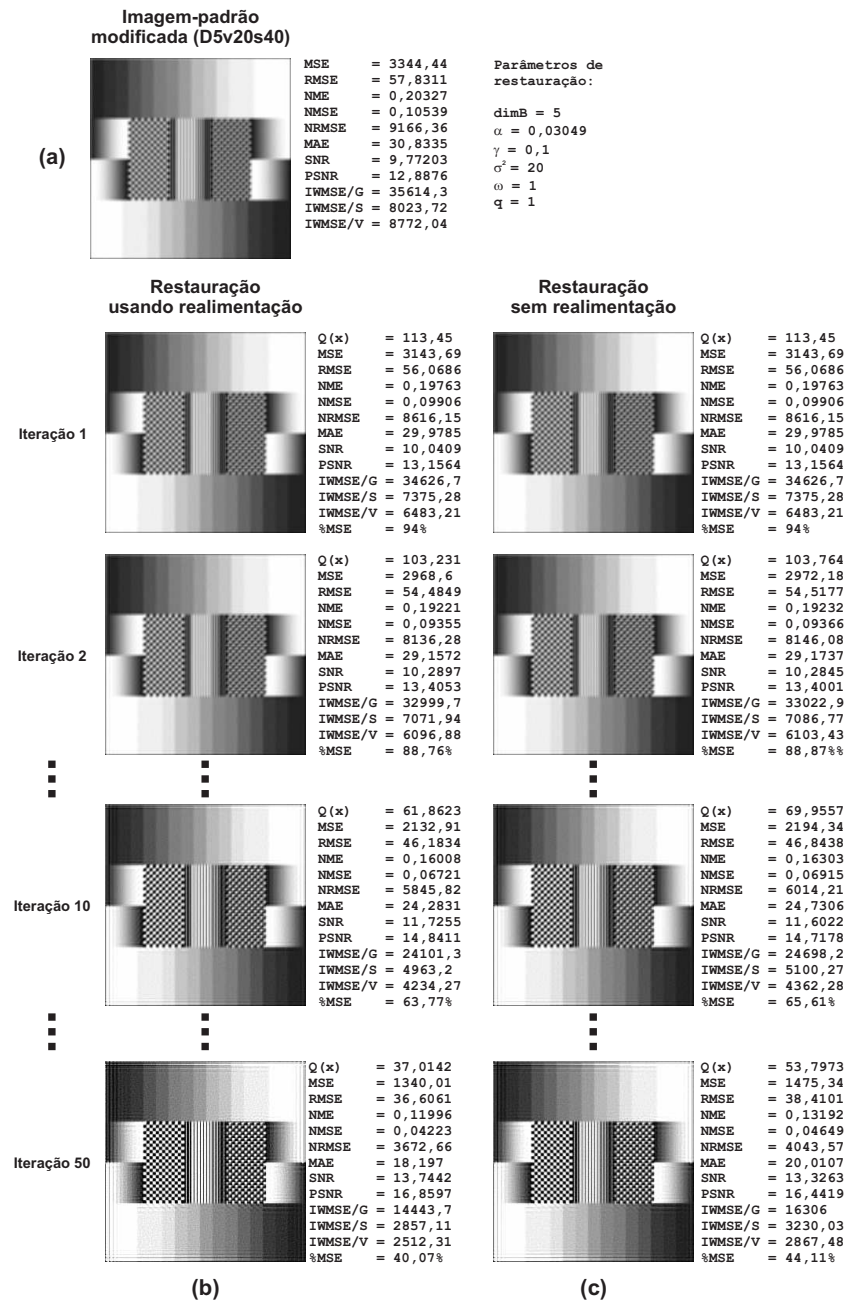 Imagem-padrão
modificada (D5v20s40)
(a)
MSE = 3344,44
RMSE = 57,8311
NME = 0,20327
NMSE = 0,10539
NRMSE = 9166,36
MAE = 30,8335
SNR = 9,77203
PSNR = 12,8876
IWMSE/G = 35614,3
IWMSE/S = 8023,72
IWMSE/V = 8772,04
Parâmetros de
restauração:
dimB = 5
α = 0,03049
γ = 0,1
σ² = 20
ω = 1
q = 1
Restauração
usando realimentação
Restauração
sem realimentação
Iteração 1
Q(x) = 113,45
MSE = 3143,69
RMSE = 56,0686
NME = 0,19763
NMSE = 0,09906
NRMSE = 8616,15
MAE = 29,9785
SNR = 10,0409
PSNR = 13,1564
IWMSE/G = 34626,7
IWMSE/S = 7375,28
IWMSE/V = 6483,21
%MSE = 94%
Q(x) = 113,45
MSE = 3143,69
RMSE = 56,0686
NME = 0,19763
NMSE = 0,09906
NRMSE = 8616,15
MAE = 29,9785
SNR = 10,0409
PSNR = 13,1564
IWMSE/G = 34626,7
IWMSE/S = 7375,28
IWMSE/V = 6483,21
%MSE = 94%
Iteração 2
Q(x) = 103,231
MSE = 2968,6
RMSE = 54,4849
NME = 0,19221
NMSE = 0,09355
NRMSE = 8136,28
MAE = 29,1572
SNR = 10,2897
PSNR = 13,4053
IWMSE/G = 32999,7
IWMSE/S = 7071,94
IWMSE/V = 6096,88
%MSE = 88,76%
Q(x) = 103,764
MSE = 2972,18
RMSE = 54,5177
NME = 0,19232
NMSE = 0,09366
NRMSE = 8146,08
MAE = 29,1737
SNR = 10,2845
PSNR = 13,4001
IWMSE/G = 33022,9
IWMSE/S = 7086,77
IWMSE/V = 6103,43
%MSE = 88,87%%
Iteração 10
Q(x) = 61,8623
MSE = 2132,91
RMSE = 46,1834
NME = 0,16008
NMSE = 0,06721
NRMSE = 5845,82
MAE = 24,2831
SNR = 11,7255
PSNR = 14,8411
IWMSE/G = 24101,3
IWMSE/S = 4963,2
IWMSE/V = 4234,27
%MSE = 63,77%
Q(x) = 69,9557
MSE = 2194,34
RMSE = 46,8438
NME = 0,16303
NMSE = 0,06915
NRMSE = 6014,21
MAE = 24,7306
SNR = 11,6022
PSNR = 14,7178
IWMSE/G = 24698,2
IWMSE/S = 5100,27
IWMSE/V = 4362,28
%MSE = 65,61%
Iteração 50
Q(x) = 37,0142
MSE = 1340,01
RMSE = 36,6061
NME = 0,11996
NMSE = 0,04223
NRMSE = 3672,66
MAE = 18,197
SNR = 13,7442
PSNR = 16,8597
IWMSE/G = 14443,7
IWMSE/S = 2857,11
IWMSE/V = 2512,31
%MSE = 40,07%
Q(x) = 53,7973
MSE = 1475,34
RMSE = 38,4101
NME = 0,13192
NMSE = 0,04649
NRMSE = 4043,57
MAE = 20,0107
SNR = 13,3263
PSNR = 16,4419
IWMSE/G = 16306
IWMSE/S = 3230,03
IWMSE/V = 2867,48
%MSE = 44,11%
(b)
(c)